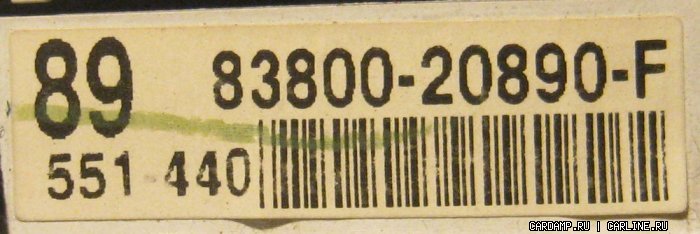 89 83800-20890-F
551 440
CARDAMP.RU | CARLINE.RU